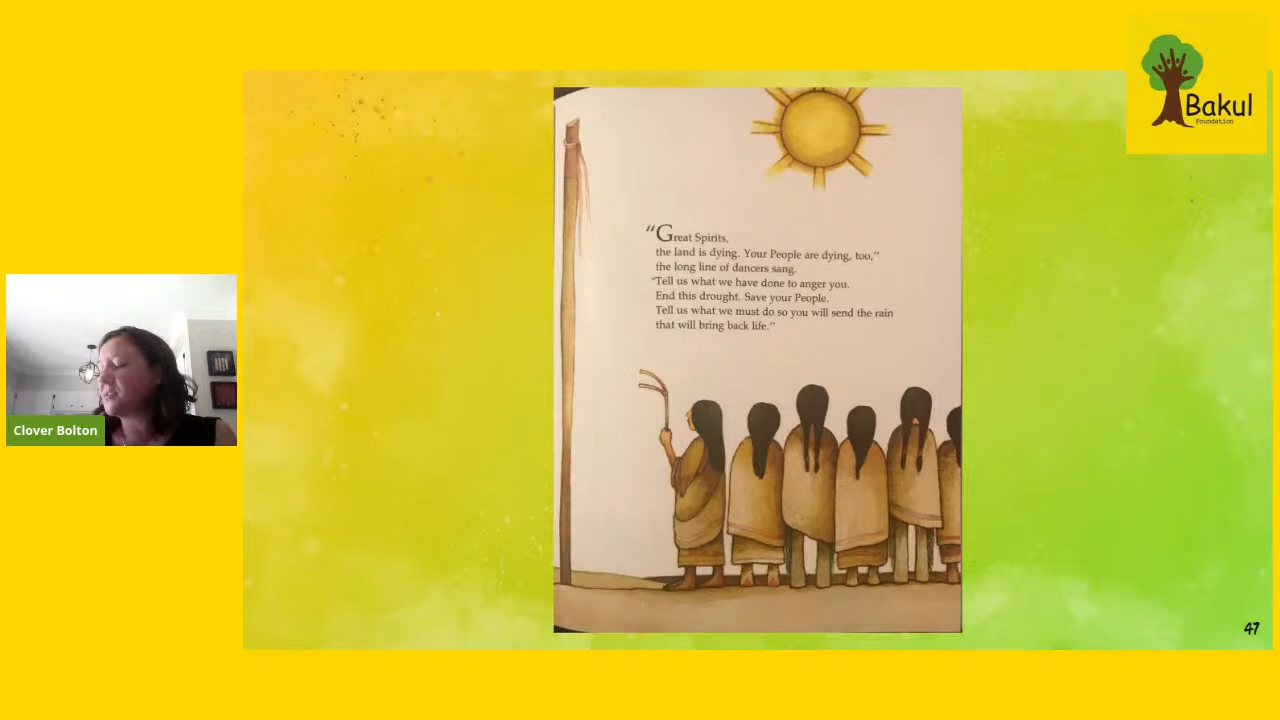 Bakul
Foundation
“Great Spirits,
the land is dying. Your People are dying, too,”
the long line of dancers sang.
“Tell us what we have done to anger you.
End this drought. Save your People.
Tell us what we must do so you will send the rain
that will bring back life.”
Clover Bolton
47